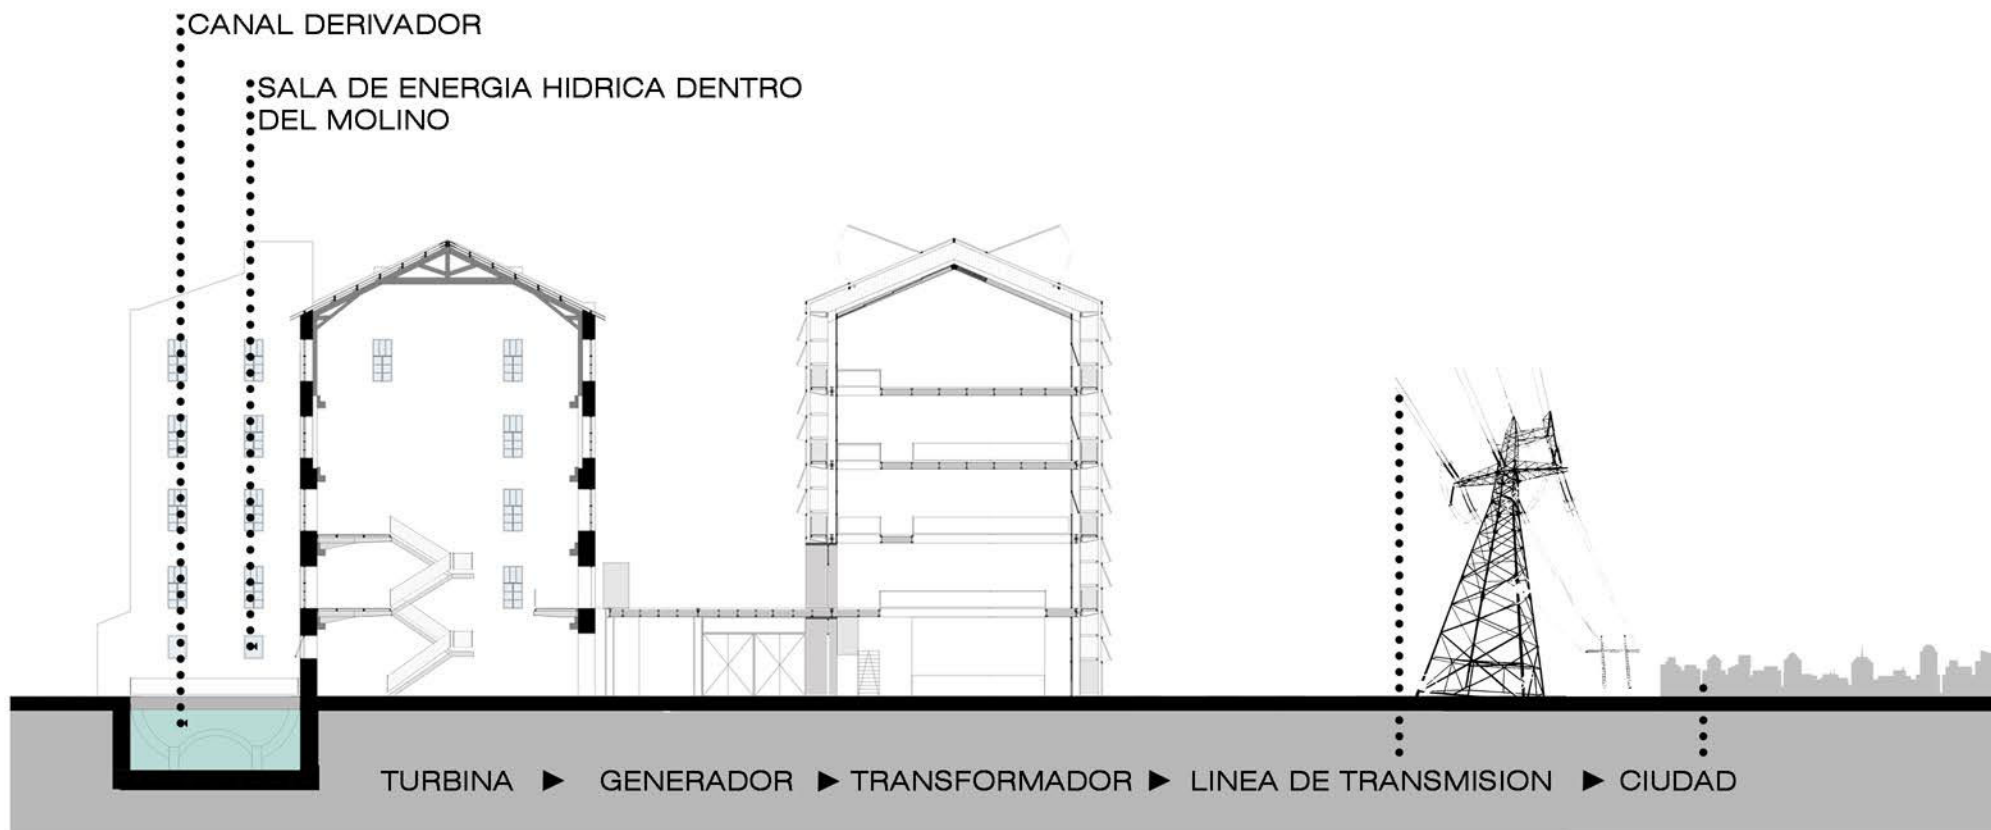 CANAL DERIVADOR
SALA DE ENERGIA HIDRICA DENTRO
DEL MOLINO
TURBINA ► GENERADOR ► TRANSFORMADOR ► LINEA DE TRANSMISION ► CIUDAD